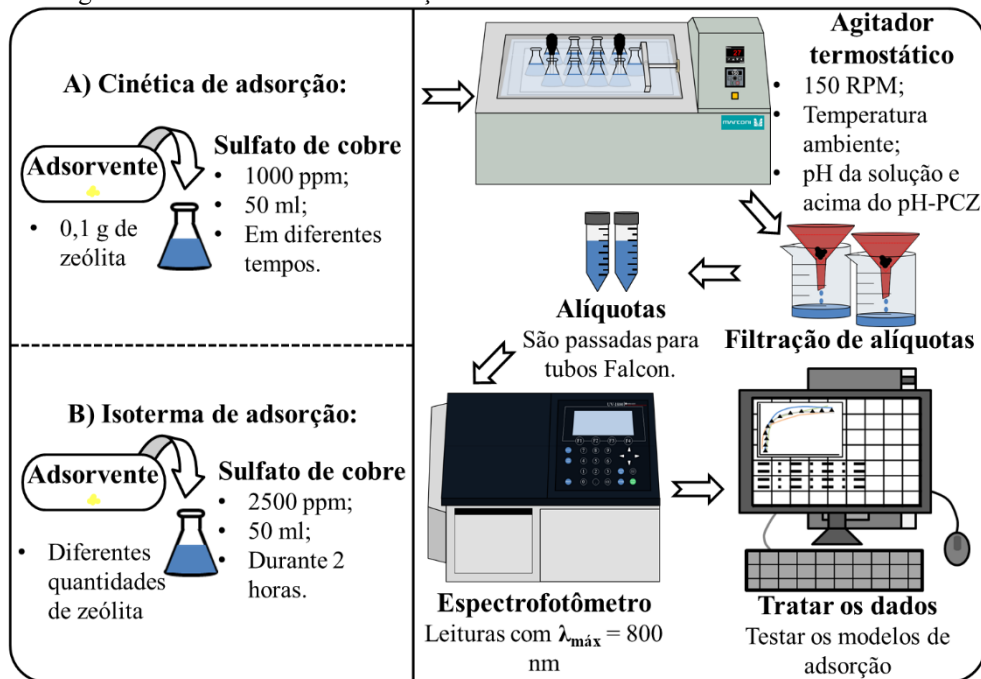 A) Cinética de adsorção:
Adsorvente
• 0,1 g de
zeólita
Sulfato de cobre
• 1000 ppm;
• 50 ml;
• Em diferentes
tempos.
B) Isoterma de adsorção:
Adsorvente
• Diferentes
quantidades
de zeólita
Sulfato de cobre
• 2500 ppm;
• 50 ml;
• Durante 2
horas.
MARCONI
Agitador
termostático
• 150 RPM;
• Temperatura
ambiente;
• pH da solução e
acima do pH-PCZ
Filtração de alíquotas
Alíquotas
São passadas para
tubos Falcon.
Espectrofotômetro
Leituras com λmáx = 800
nm
Tratar os dados
Testar os modelos de
adsorção